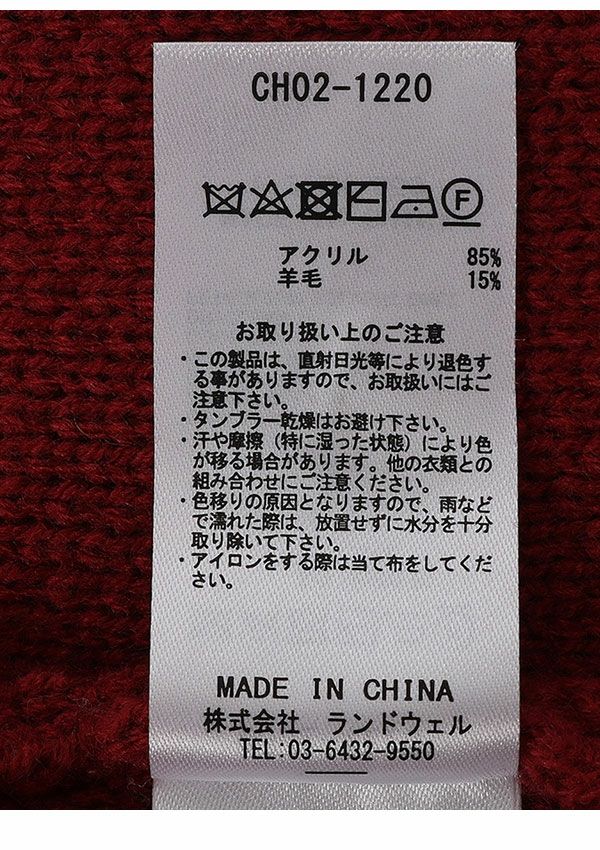 CH02-1220
F
アクリル 85%
羊毛 15%
お取り扱い上のご注意
・この製品は、直射日光等により退色す
る事がありますので、お取扱いにはご
注意下さい。
・タンブラー乾燥はお避け下さい。
・汗や摩擦（特に湿った状態）により色
が移る場合があります。他の衣類との
組み合わせにご注意ください。
・色移りの原因となりますので、雨など
で濡れた際は、放置せずに水分を十分
取り除いて下さい。
・アイロンをする際は当て布をしてくだ
さい。
MADE IN CHINA
株式会社 ランドウェル
TEL:03-6432-9550